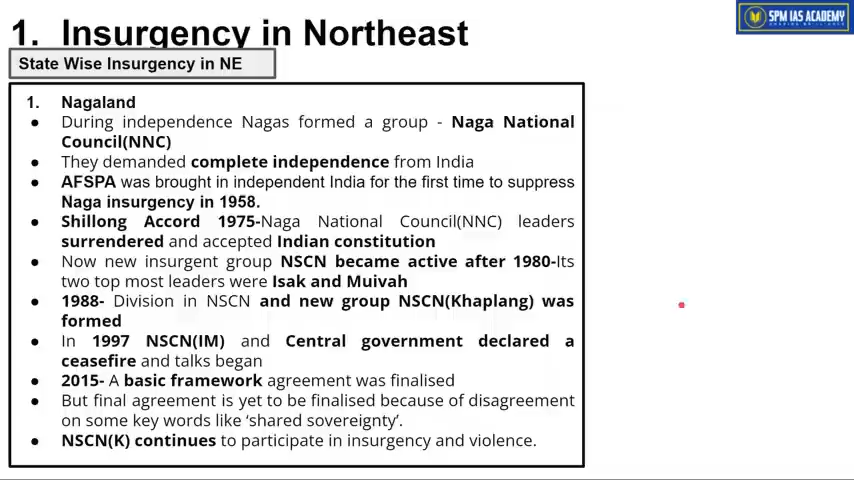 1. Insurgency in Northeast
SPM IAS ACADEMY
State Wise Insurgency in NE
1. Nagaland
● During independence Nagas formed a group - Naga National
Council(NNC)
● They demanded complete independence from India
● AFSPA was brought in independent India for the first time to suppress
Naga insurgency in 1958.
● Shillong Accord 1975-Naga National Council(NNC) leaders
surrendered and accepted Indian constitution
● Now new insurgent group NSCN became active after 1980-Its
two top most leaders were Isak and Muivah
● 1988- Division in NSCN and new group NSCN(Khaplang) was
formed
● In 1997 NSCN(IM) and Central government declared a
ceasefire and talks began
● 2015- A basic framework agreement was finalised
● But final agreement is yet to be finalised because of disagreement
on some key words like ‘shared sovereignty’.
● NSCN(K) continues to participate in insurgency and violence.